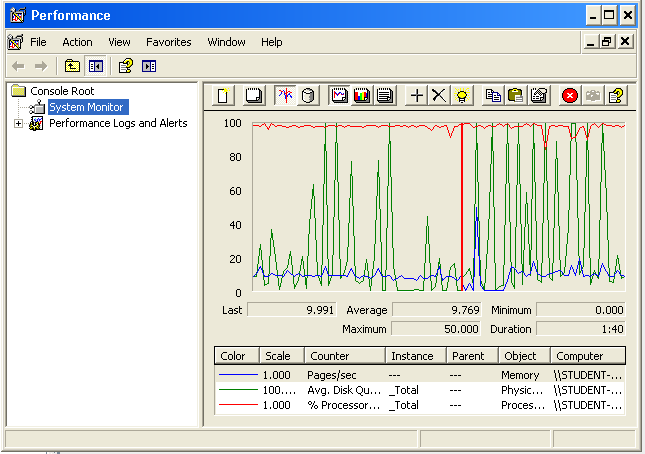 Performance
File Action View Favorites Window Help
Console Root
System Monitor
Performance Logs and Alerts
100
80
60
40
20
0
Last 9.991 Average 9.769 Minimum 0.000
Maximum 50.000 Duration 1:40
Color Scale Counter Instance Parent Object Computer
1.000 Pages/sec --- --- Memory \\STUDENT-...
100.... Avg. Disk Qu... _Total --- Physic... \\STUDENT-...
1.000 % Processor... _Total --- Proces... \\STUDENT-...